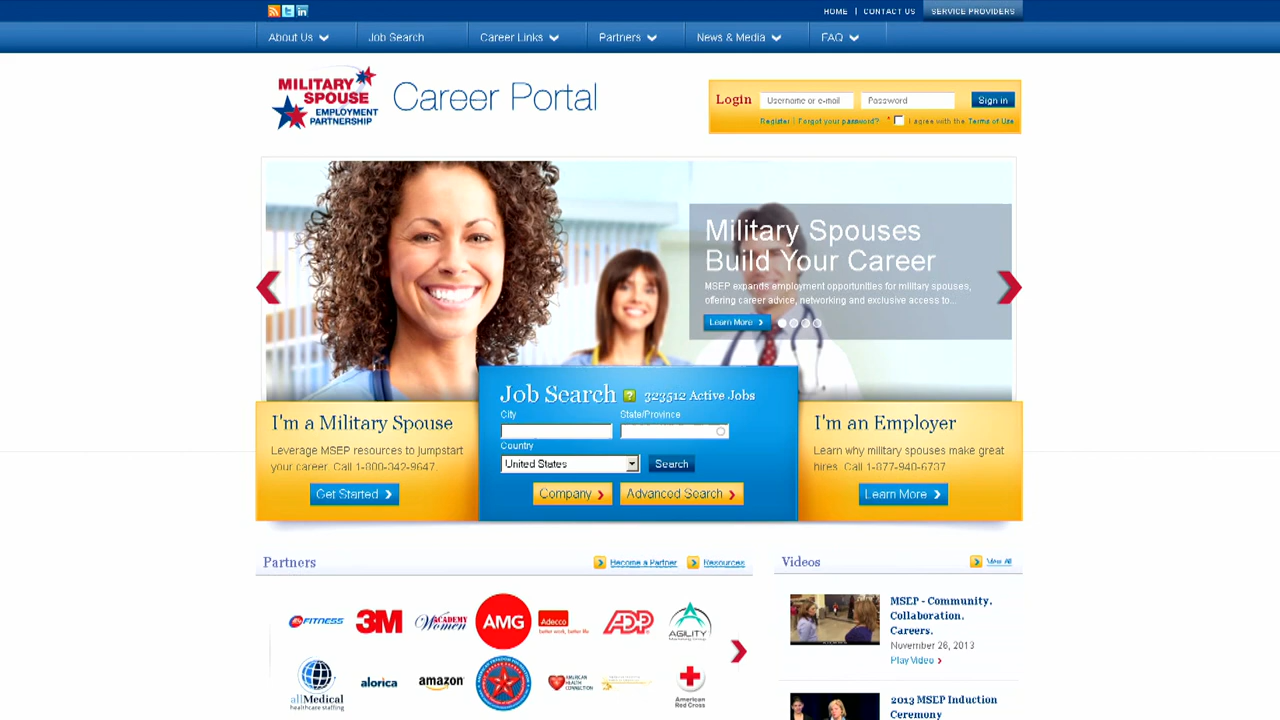 HOME | CONTACT US SERVICE PROVIDERS
About Us Job Search Career Links Partners News & Media FAQ
MILITARY
SPOUSE
EMPLOYMENT
PARTNERSHIP
Career Portal
Login Username or e-mail Password Sign in
Register | Forgot your password? * I agree with the Terms of Use
Military Spouses
Build Your Career
MSEP expands employment opportunities for military spouses,
offering career advice, networking and exclusive access to...
Learn More
I'm a Military Spouse
Leverage MSEP resources to jumpstart
your career. Call 1-800-342-9647.
Get Started
Job Search ? 323512 Active Jobs
City State/Province
Country
United States Search
Company Advanced Search
I'm an Employer
Learn why military spouses make great
hires. Call 1-877-940-6737
Learn More
Partners Become a Partner Resources
FITNESS 3M ACADEMY Women AMG Adecco better work, better life ADP AGILITY
allMedical healthcare staffing alorica amazon AMERICAN HEALTH CONNECTION American Red Cross
Videos View All
MSEP - Community.
Collaboration.
Careers.
November 26, 2013
Play Video
2013 MSEP Induction
Ceremony